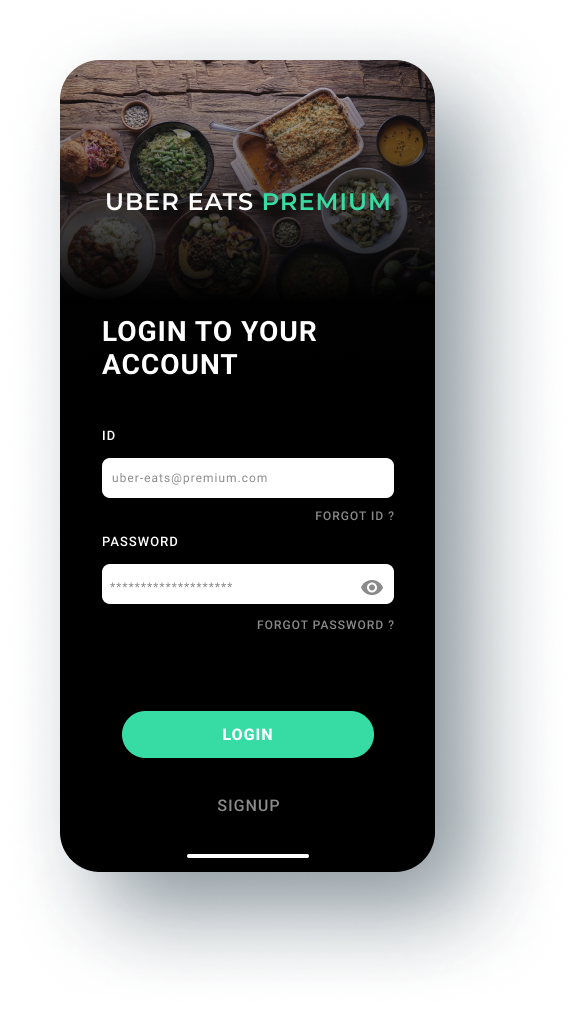 UBER EATS PREMIUM
LOGIN TO YOUR
ACCOUNT
ID
uber-eats@premium.com
FORGOT ID ?
PASSWORD
********************
FORGOT PASSWORD ?
LOGIN
SIGNUP